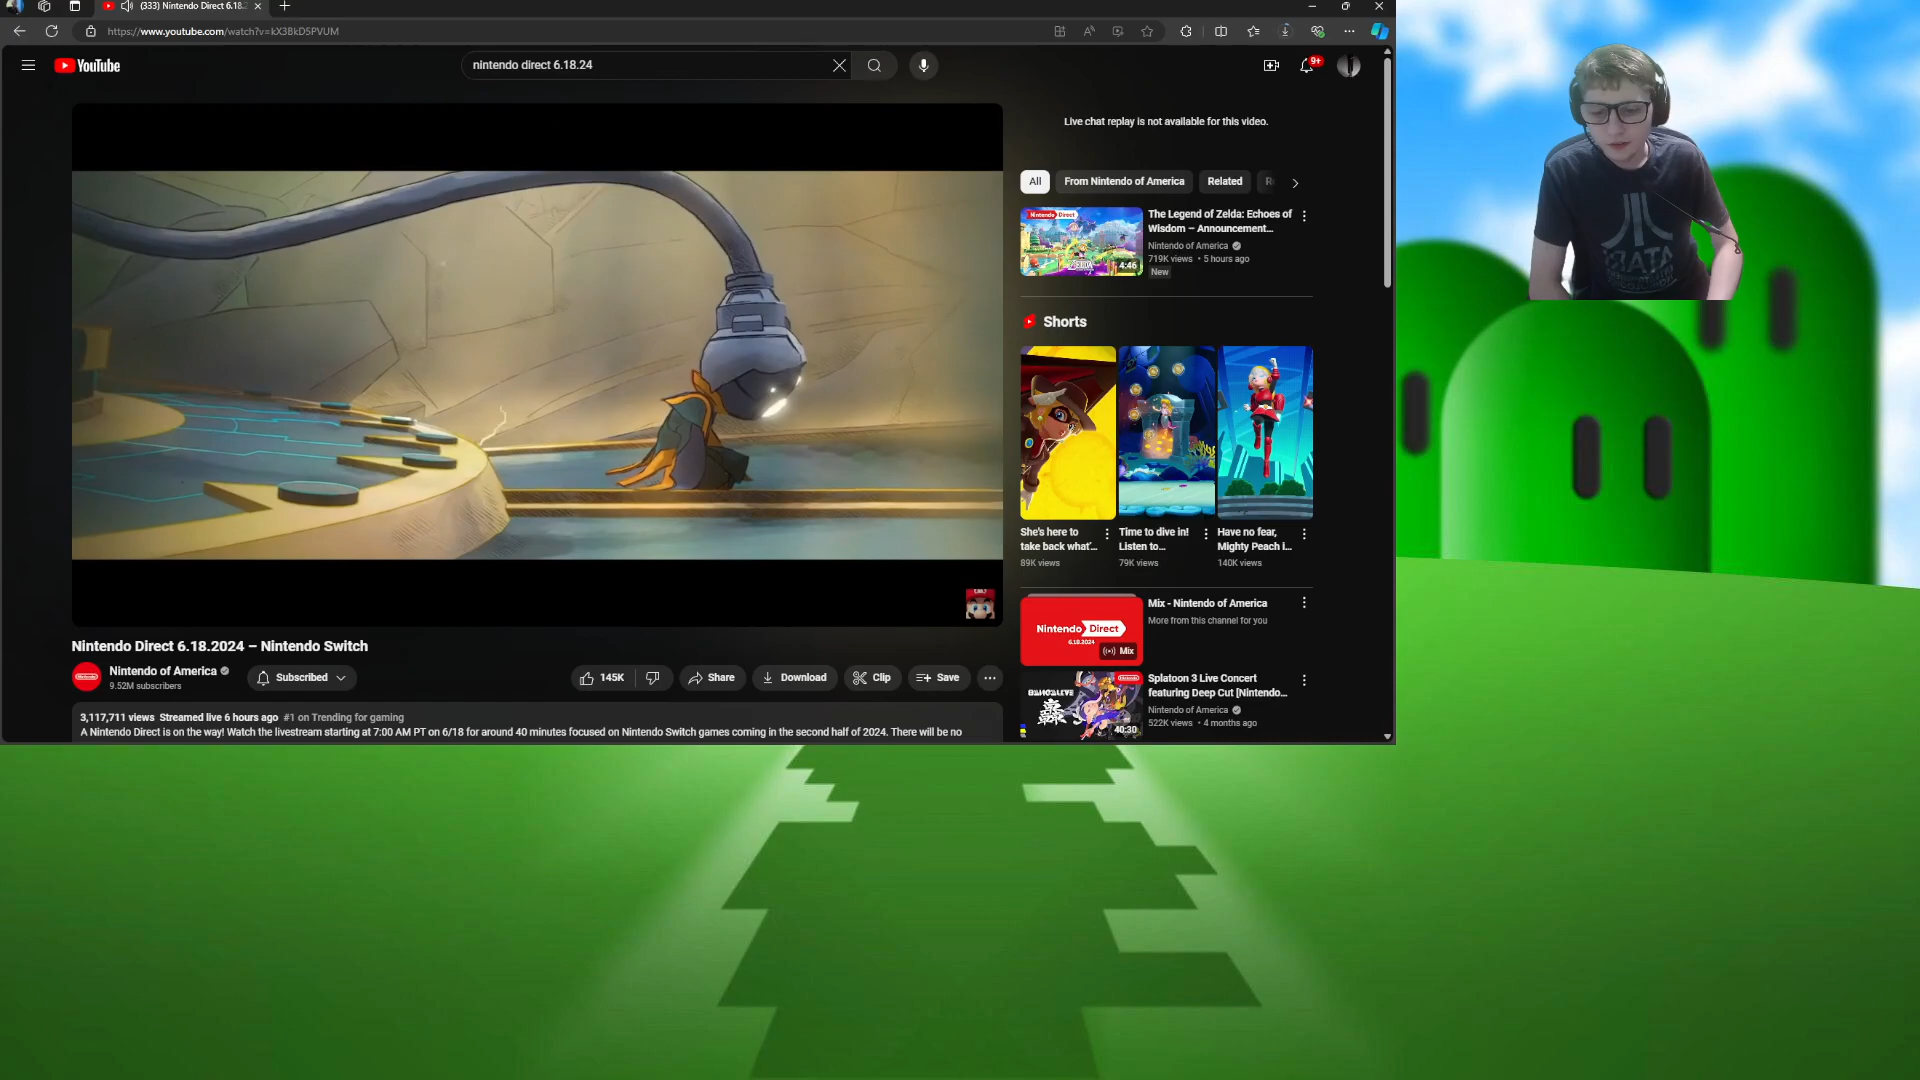 (333) Nintendo Direct 6.18.2
https://www.youtube.com/watch?v=kX3BkD5PVUM
YouTube
nintendo direct 6.18.24
9+
Live chat replay is not available for this video.
All
From Nintendo of America
Related
Nintendo Direct
ZELDA
4:46
The Legend of Zelda: Echoes of
Wisdom – Announcement...
Nintendo of America
719K views • 5 hours ago
New
Shorts
She's here to
take back what'...
89K views
Time to dive in!
Listen to...
79K views
Have no fear,
Mighty Peach i...
140K views
Nintendo Direct
6.18.2024
Mix
Mix - Nintendo of America
More from this channel for you
40:30
Splatoon 3 Live Concert
featuring Deep Cut [Nintendo...
Nintendo of America
522K views • 4 months ago
Nintendo Direct 6.18.2024 – Nintendo Switch
Nintendo of America
9.52M subscribers
Subscribed
145K
Share
Download
Clip
Save
3,117,711 views Streamed live 6 hours ago #1 on Trending for gaming
A Nintendo Direct is on the way! Watch the livestream starting at 7:00 AM PT on 6/18 for around 40 minutes focused on Nintendo Switch games coming in the second half of 2024. There will be no